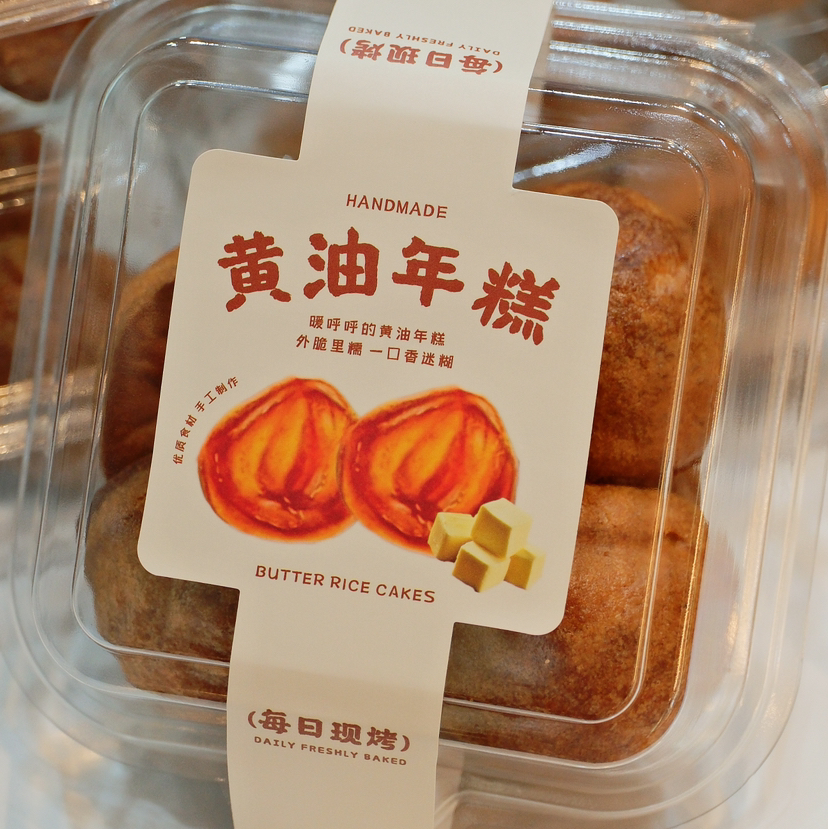 (每日现烤)
DAILY FRESHLY BAKED
HANDMADE
黄油年糕
暖呼呼的黄油年糕
外脆里糯 一口香迷糊
优质食材 手工制作
BUTTER RICE CAKES
(每日现烤)
DAILY FRESHLY BAKED